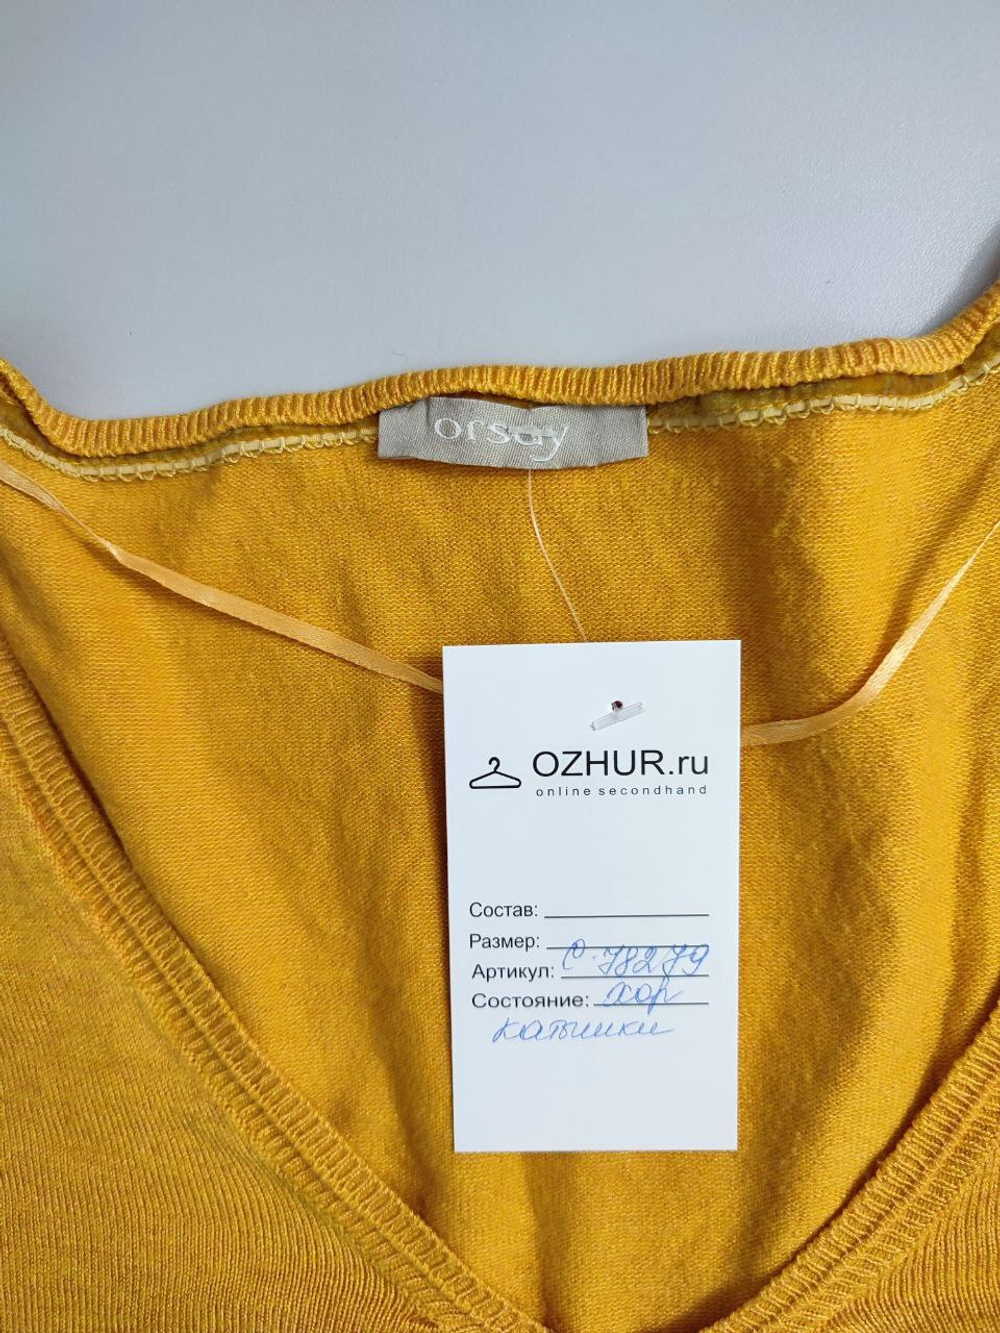 orsay
OZHUR.ru
online secondhand
Состав:
Размер:
Артикул: С-78279
Состояние: хор
катышки